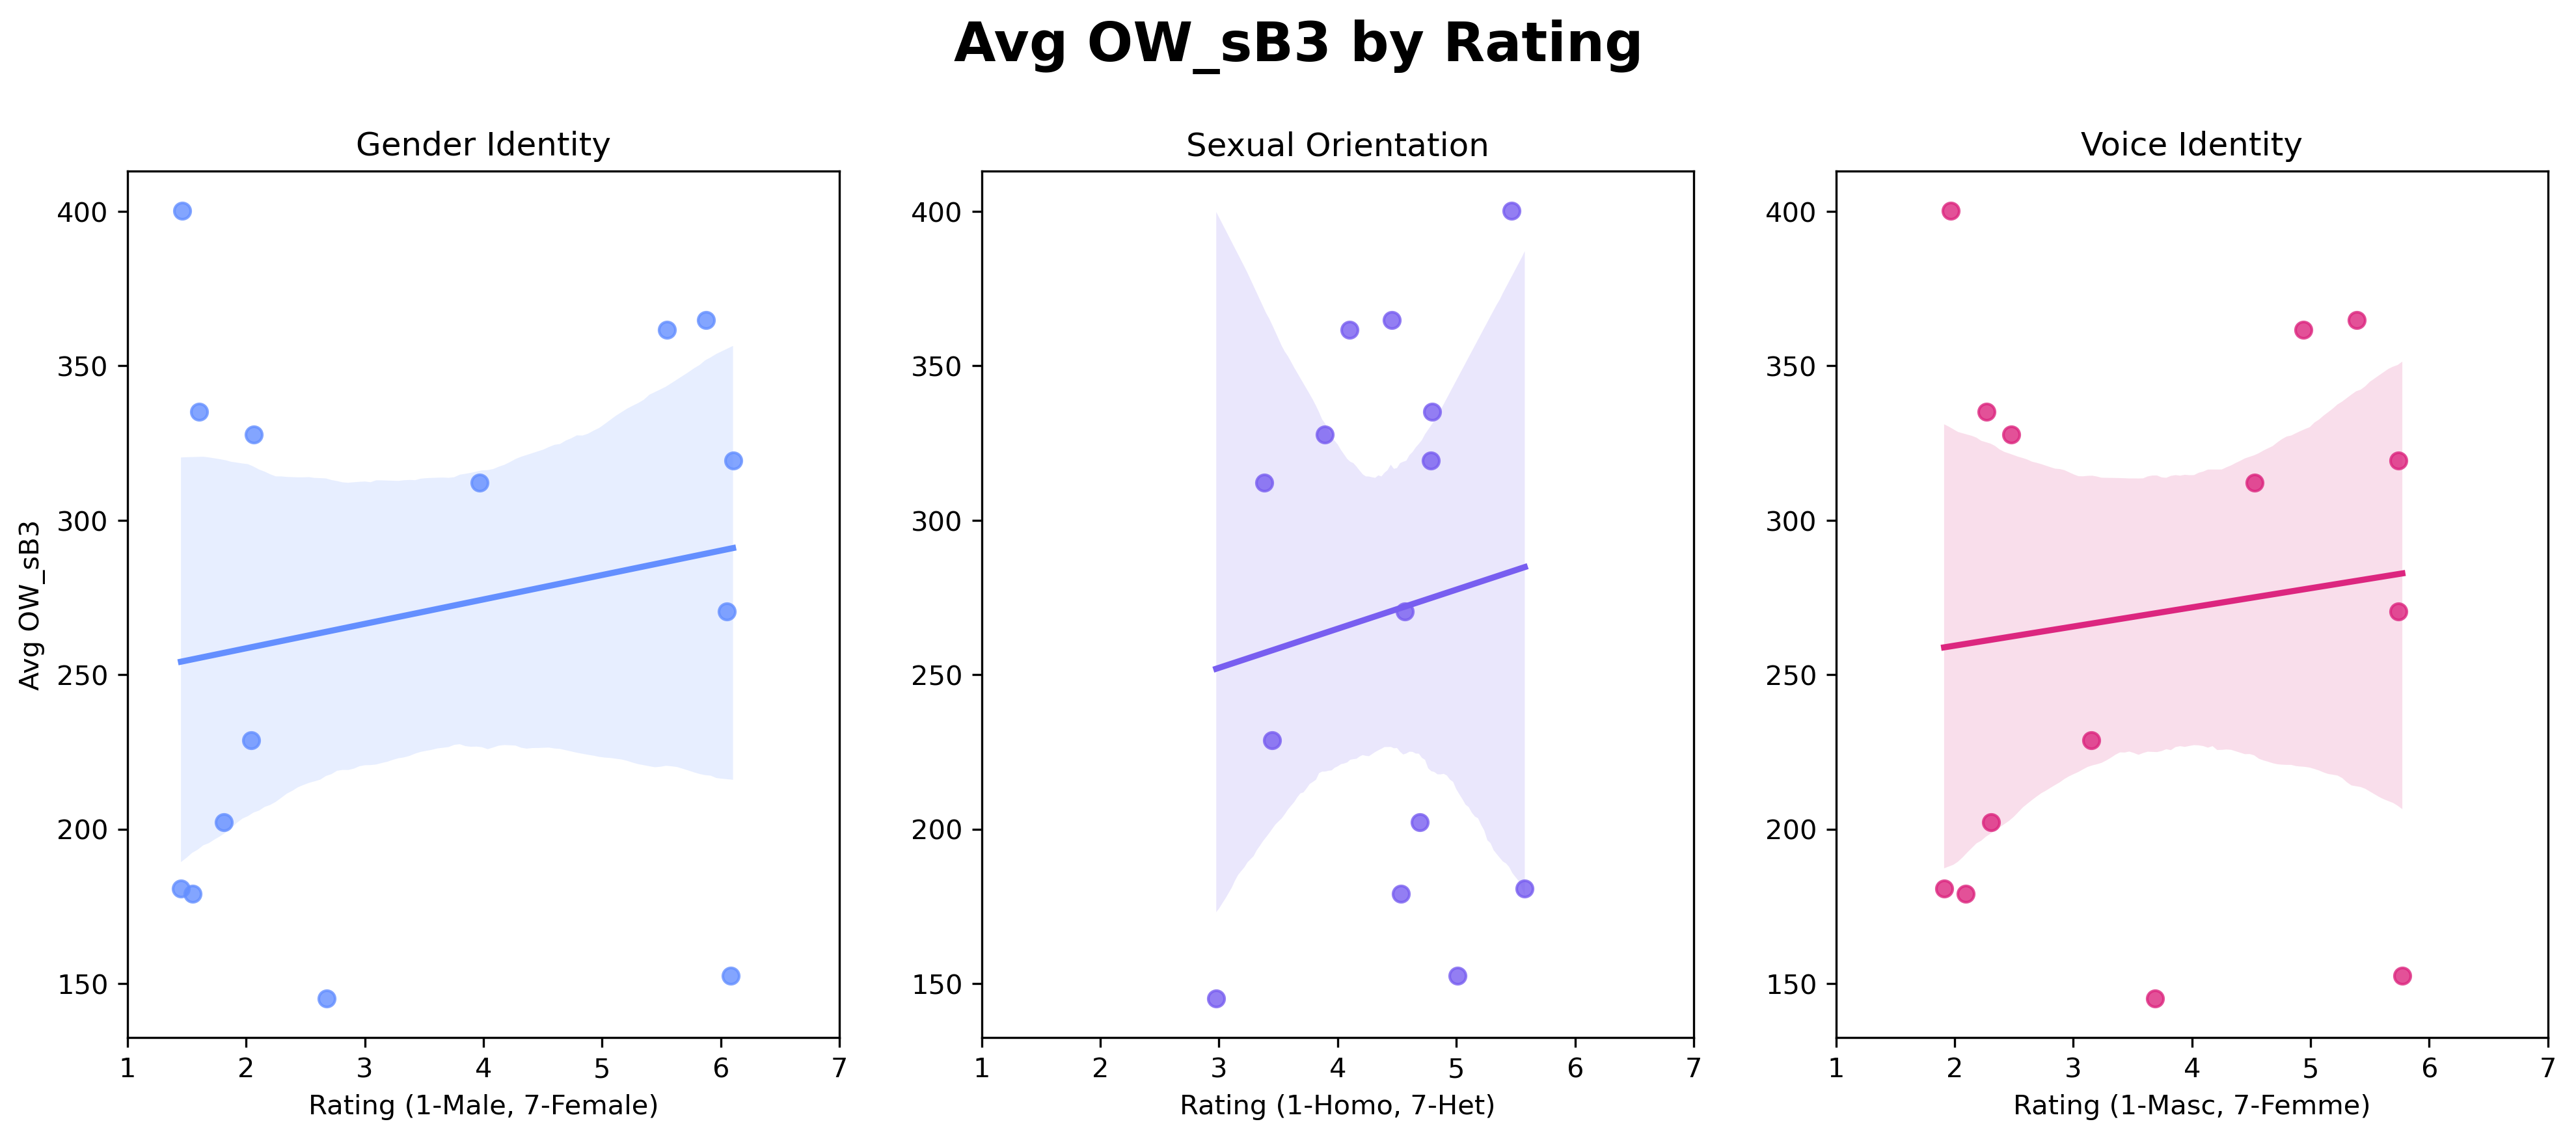 Avg OW_sB3 by Rating
Gender Identity
Sexual Orientation
Voice Identity
Avg OW_sB3
400
350
300
250
200
150
1 2 3 4 5 6 7
Rating (1-Male, 7-Female)
400
350
300
250
200
150
1 2 3 4 5 6 7
Rating (1-Homo, 7-Het)
400
350
300
250
200
150
1 2 3 4 5 6 7
Rating (1-Masc, 7-Femme)